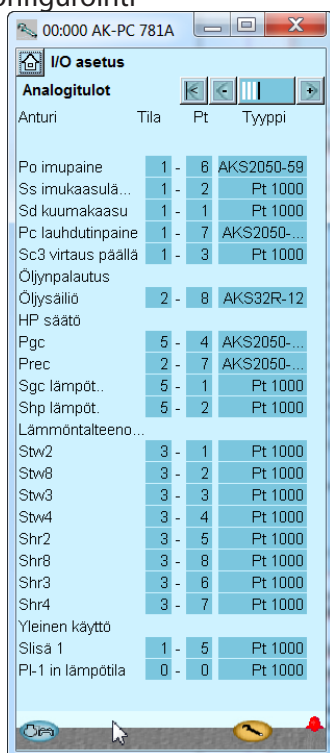 00:000 AK-PC 781A
I/O asetus
Analogitulot
Anturi Tila Pt Tyyppi
Po imupaine 1 - 6 AKS2050-59
Ss imukaasulä... 1 - 2 Pt 1000
Sd kuumakaasu 1 - 1 Pt 1000
Pc lauhdutinpaine 1 - 7 AKS2050-...
Sc3 virtaus päällä 1 - 3 Pt 1000
Öljynpalautus
Öljysäiliö 2 - 8 AKS32R-12
HP säätö
Pgc 5 - 4 AKS2050-...
Prec 2 - 7 AKS2050-...
Sgc lämpöt.. 5 - 1 Pt 1000
Shp lämpöt. 5 - 2 Pt 1000
Lämmöntalteeno...
Stw2 3 - 1 Pt 1000
Stw8 3 - 2 Pt 1000
Stw3 3 - 3 Pt 1000
Stw4 3 - 4 Pt 1000
Shr2 3 - 5 Pt 1000
Shr8 3 - 8 Pt 1000
Shr3 3 - 6 Pt 1000
Shr4 3 - 7 Pt 1000
Yleinen käyttö
Slisä 1 1 - 5 Pt 1000
PI-1 in lämpötila 0 - 0 Pt 1000